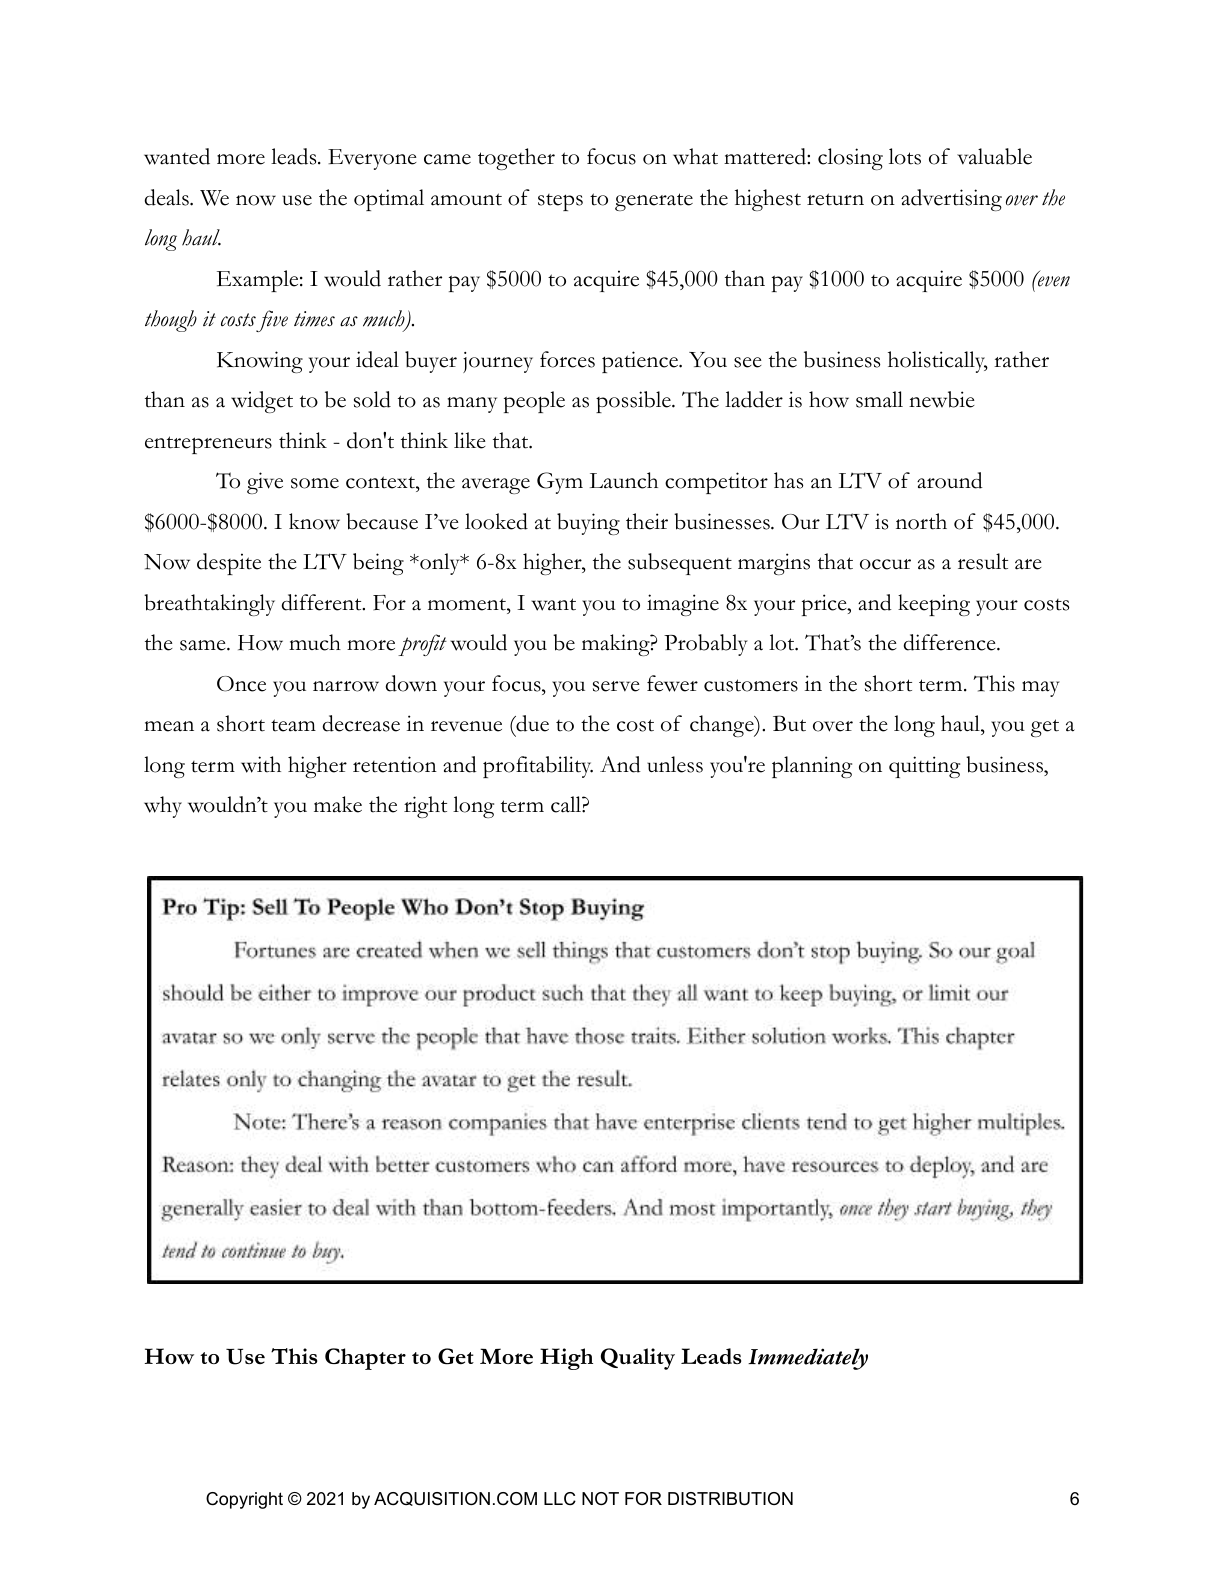 wanted more leads. Everyone came together to focus on what mattered: closing lots of valuable
deals. We now use the optimal amount of steps to generate the highest return on advertising over the
long haul.
Example: I would rather pay $5000 to acquire $45,000 than pay $1000 to acquire $5000 (even
though it costs five times as much).
Knowing your ideal buyer journey forces patience. You see the business holistically, rather
than as a widget to be sold to as many people as possible. The ladder is how small newbie
entrepreneurs think - don't think like that.
To give some context, the average Gym Launch competitor has an LTV of around
$6000-$8000. I know because I’ve looked at buying their businesses. Our LTV is north of $45,000.
Now despite the LTV being *only* 6-8x higher, the subsequent margins that occur as a result are
breathtakingly different. For a moment, I want you to imagine 8x your price, and keeping your costs
the same. How much more profit would you be making? Probably a lot. That’s the difference.
Once you narrow down your focus, you serve fewer customers in the short term. This may
mean a short team decrease in revenue (due to the cost of change). But over the long haul, you get a
long term with higher retention and profitability. And unless you're planning on quitting business,
why wouldn’t you make the right long term call?
Pro Tip: Sell To People Who Don’t Stop Buying
Fortunes are created when we sell things that customers don’t stop buying. So our goal
should be either to improve our product such that they all want to keep buying, or limit our
avatar so we only serve the people that have those traits. Either solution works. This chapter
relates only to changing the avatar to get the result.
Note: There’s a reason companies that have enterprise clients tend to get higher multiples.
Reason: they deal with better customers who can afford more, have resources to deploy, and are
generally easier to deal with than bottom-feeders. And most importantly, once they start buying, they
tend to continue to buy.
How to Use This Chapter to Get More High Quality Leads Immediately
Copyright © 2021 by ACQUISITION.COM LLC NOT FOR DISTRIBUTION 6